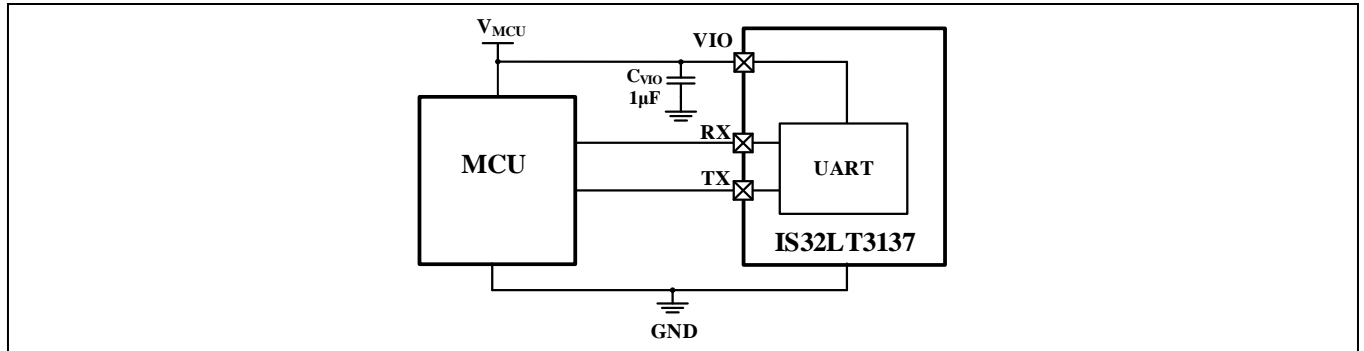 VMCU
VIO
CVIO
1µF
RX
MCU
UART
TX
IS32LT3137
GND